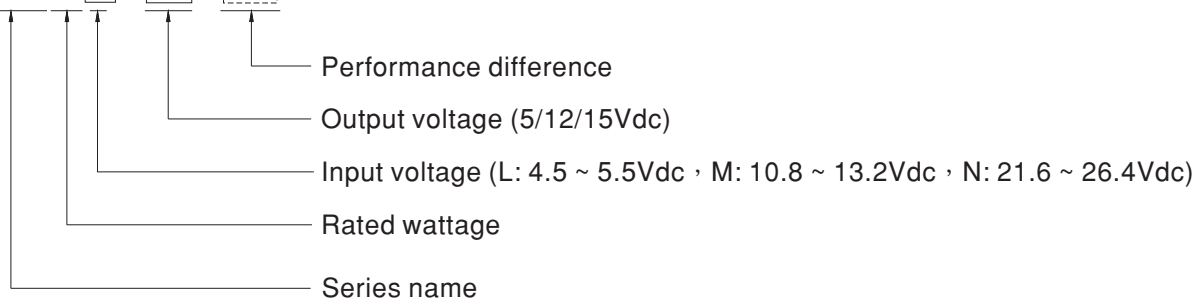 Performance difference
Output voltage (5/12/15Vdc)
Input voltage (L: 4.5 ~ 5.5Vdc，M: 10.8 ~ 13.2Vdc，N: 21.6 ~ 26.4Vdc)
Rated wattage
Series name